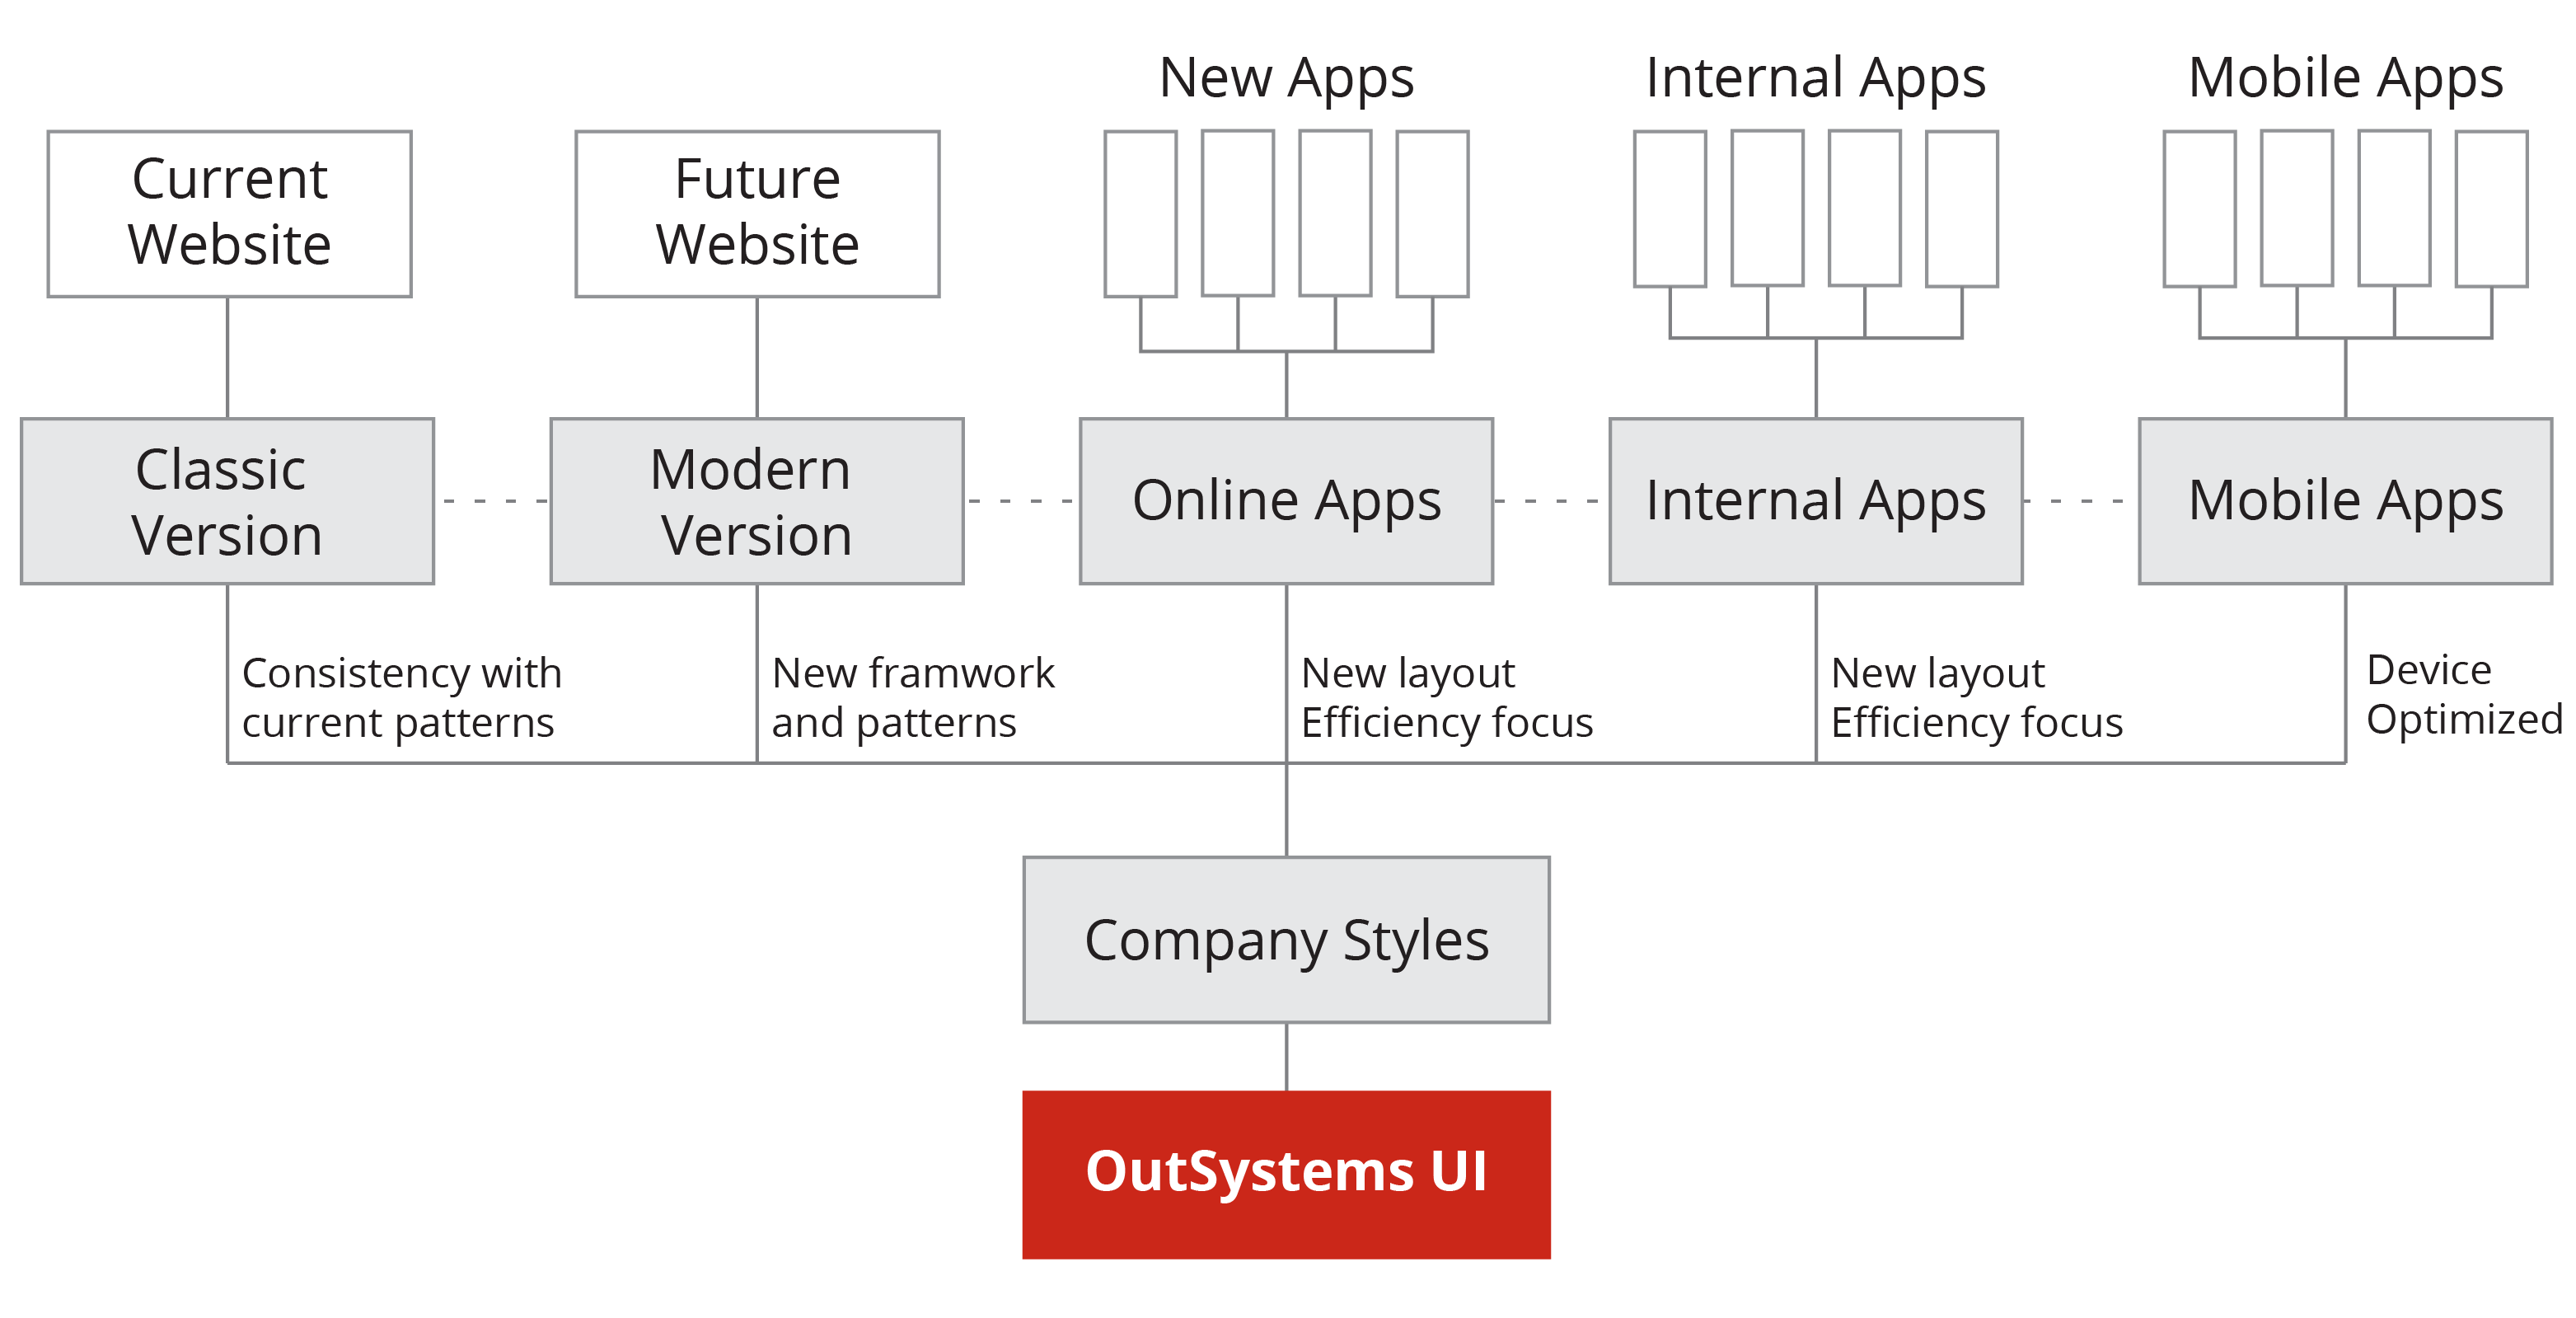 New Apps
Internal Apps
Mobile Apps
Current
Website
Future
Website
Classic
Version
Modern
Version
Online Apps
Internal Apps
Mobile Apps
Consistency with
current patterns
New framwork
and patterns
New layout
Efficiency focus
New layout
Efficiency focus
Device
Optimized
Company Styles
OutSystems UI